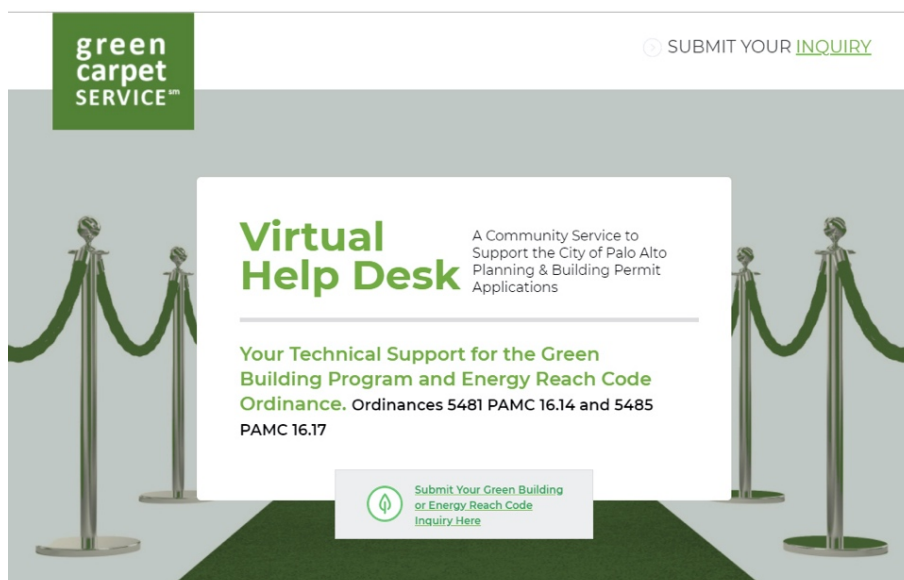 green
carpet
SERVICE℠
SUBMIT YOUR INQUIRY
Virtual
Help Desk
A Community Service to
Support the City of Palo Alto
Planning & Building Permit
Applications
Your Technical Support for the Green
Building Program and Energy Reach Code
Ordinance. Ordinances 5481 PAMC 16.14 and 5485
PAMC 16.17
Submit Your Green Building
or Energy Reach Code
Inquiry Here